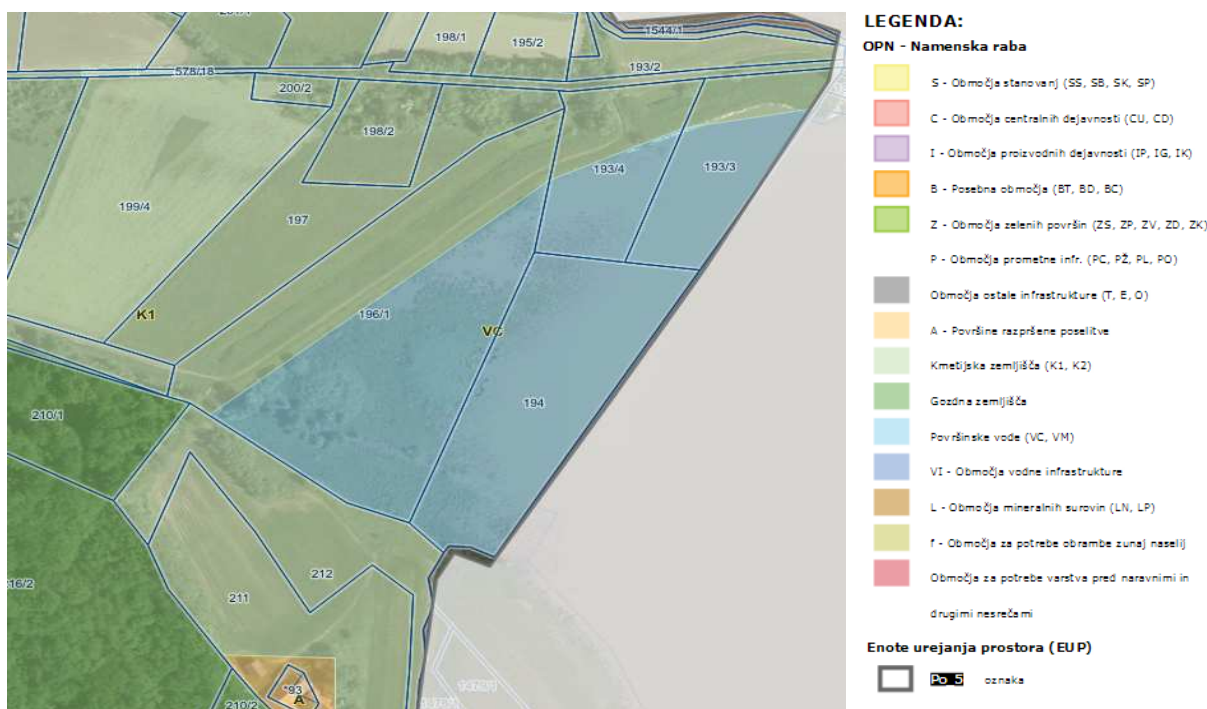 LEGENDA:
OPN - Namenska raba
S - Območja stanovanj (SS, SB, SK, SP)
C - Območja centralnih dejavnosti (CU, CD)
I - Območja proizvodnih dejavnosti (IP, IG, IK)
B - Posebna območja (BT, BD, BC)
Z - Območja zelenih površin (ZS, ZP, ZV, ZD, ZK)
P - Območja prometne infr. (PC, PŽ, PL, PO)
Območja ostale infrastrukture (T, E, O)
A - Površine razpršene poselitve
Kmetijska zemljišča (K1, K2)
Gozdna zemljišča
Površinske vode (VC, VM)
VI - Območja vodne infrastrukture
L - Območja mineralnih surovin (LN, LP)
f - Območja za potrebe obrambe zunaj naselij
Območja za potrebe varstva pred naravnimi in
drugimi nesrečami
Enote urejanja prostora (EUP)
Po 5 oznaka
1544/1
198/1
195/2
193/2
578/18
200/2
198/2
193/4
193/3
199/4
197
K1
196/1
VC
194
210/1
212
211
*93
A
210/2